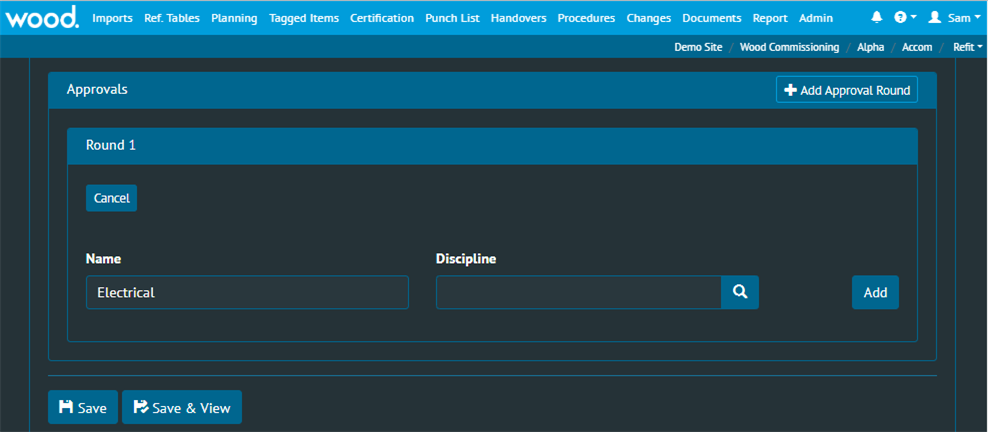 wood. Imports Ref. Tables Planning Tagged Items Certification Punch List Handovers Procedures Changes Documents Report Admin Sam
Demo Site / Wood Commissioning / Alpha / Accom / Refit
Approvals Add Approval Round
Round 1
Cancel
Name Discipline
Electrical Add
Save Save & View